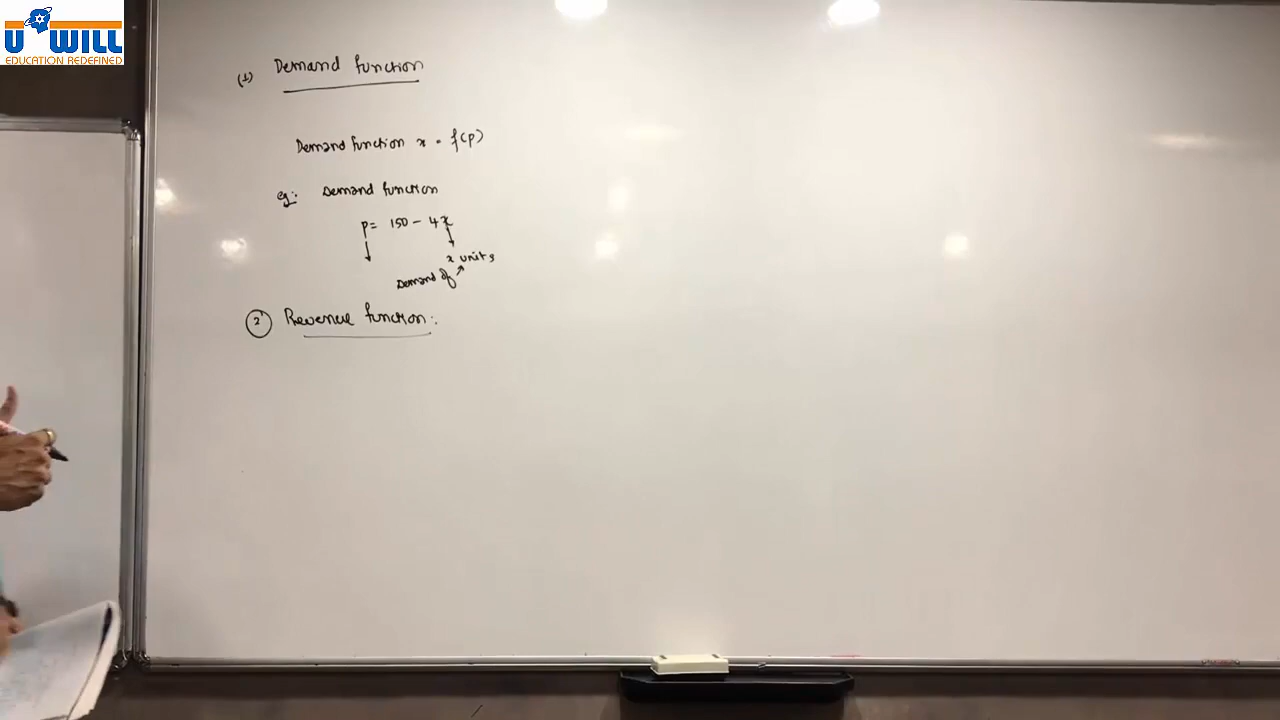 U WILL
EDUCATION REDEFINED
(1) Demand function
Demand function x = f(p)
eg: Demand function
p = 150 - 4x
x units
Demand of
2 Revenue function: